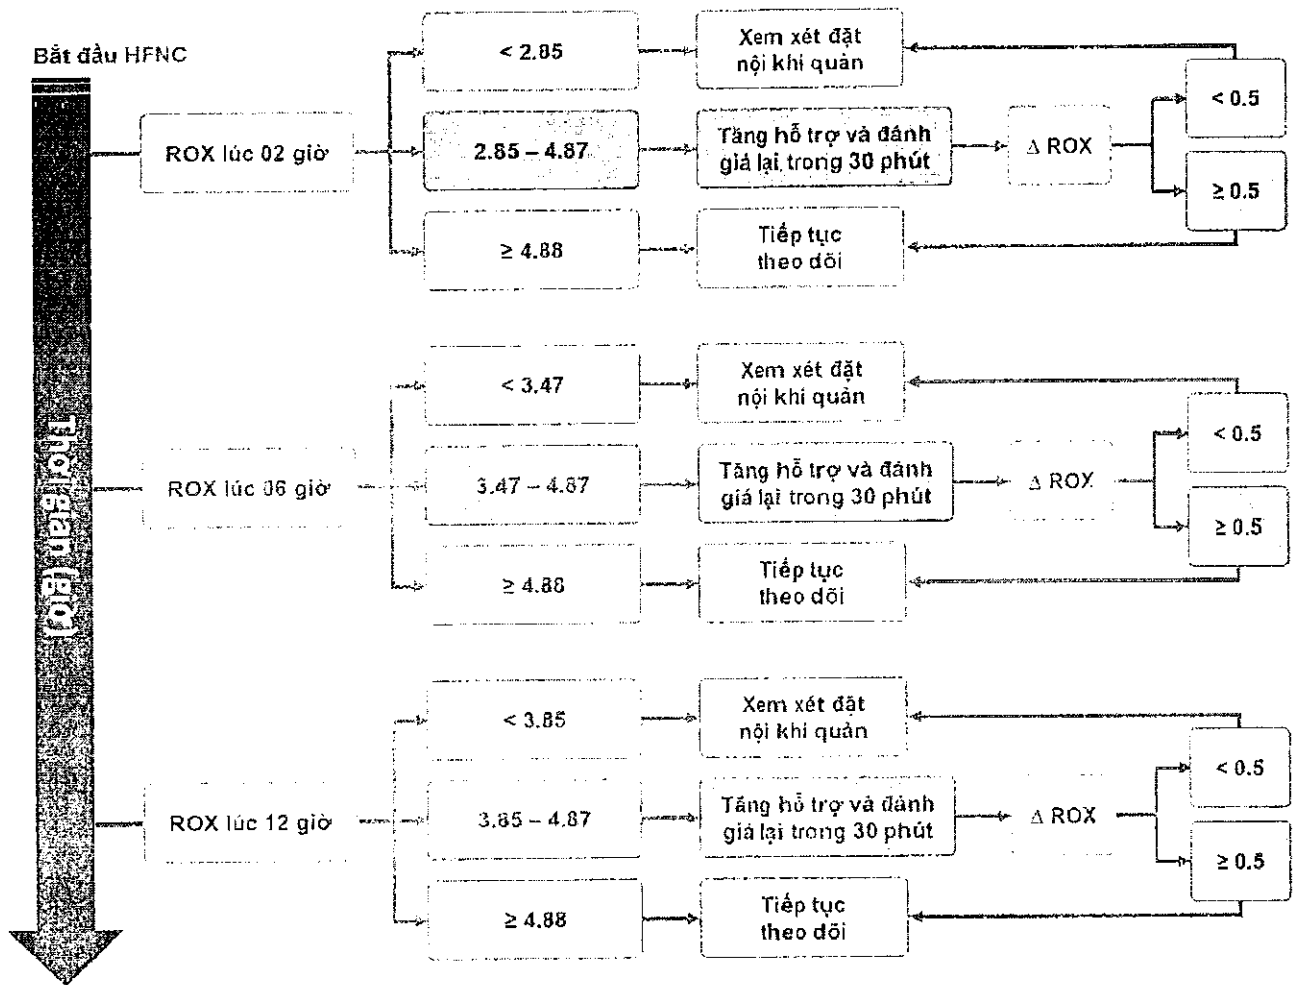 Bắt đầu HFNC
Thời gian (giờ)
ROX lúc 02 giờ
< 2.85
Xem xét đặt
nội khí quản
2.85 – 4.87
Tăng hỗ trợ và đánh
giá lại trong 30 phút
Δ ROX
< 0.5
≥ 0.5
≥ 4.88
Tiếp tục
theo dõi
ROX lúc 06 giờ
< 3.47
Xem xét đặt
nội khí quản
3.47 – 4.87
Tăng hỗ trợ và đánh
giá lại trong 30 phút
Δ ROX
< 0.5
≥ 0.5
≥ 4.88
Tiếp tục
theo dõi
ROX lúc 12 giờ
< 3.85
Xem xét đặt
nội khí quản
3.85 – 4.87
Tăng hỗ trợ và đánh
giá lại trong 30 phút
Δ ROX
< 0.5
≥ 0.5
≥ 4.88
Tiếp tục
theo dõi